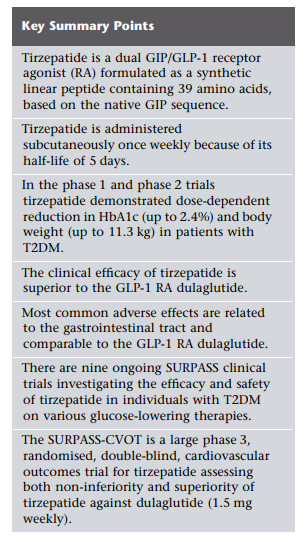 Key Summary Points
Tirzepatide is a dual GIP/GLP-1 receptor
agonist (RA) formulated as a synthetic
linear peptide containing 39 amino acids,
based on the native GIP sequence.
Tirzepatide is administered
subcutaneously once weekly because of its
half-life of 5 days.
In the phase 1 and phase 2 trials
tirzepatide demonstrated dose-dependent
reduction in HbA1c (up to 2.4%) and body
weight (up to 11.3 kg) in patients with
T2DM.
The clinical efficacy of tirzepatide is
superior to the GLP-1 RA dulaglutide.
Most common adverse effects are related
to the gastrointestinal tract and
comparable to the GLP-1 RA dulaglutide.
There are nine ongoing SURPASS clinical
trials investigating the efficacy and safety
of tirzepatide in individuals with T2DM
on various glucose-lowering therapies.
The SURPASS-CVOT is a large phase 3,
randomised, double-blind, cardiovascular
outcomes trial for tirzepatide assessing
both non-inferiority and superiority of
tirzepatide against dulaglutide (1.5 mg
weekly).